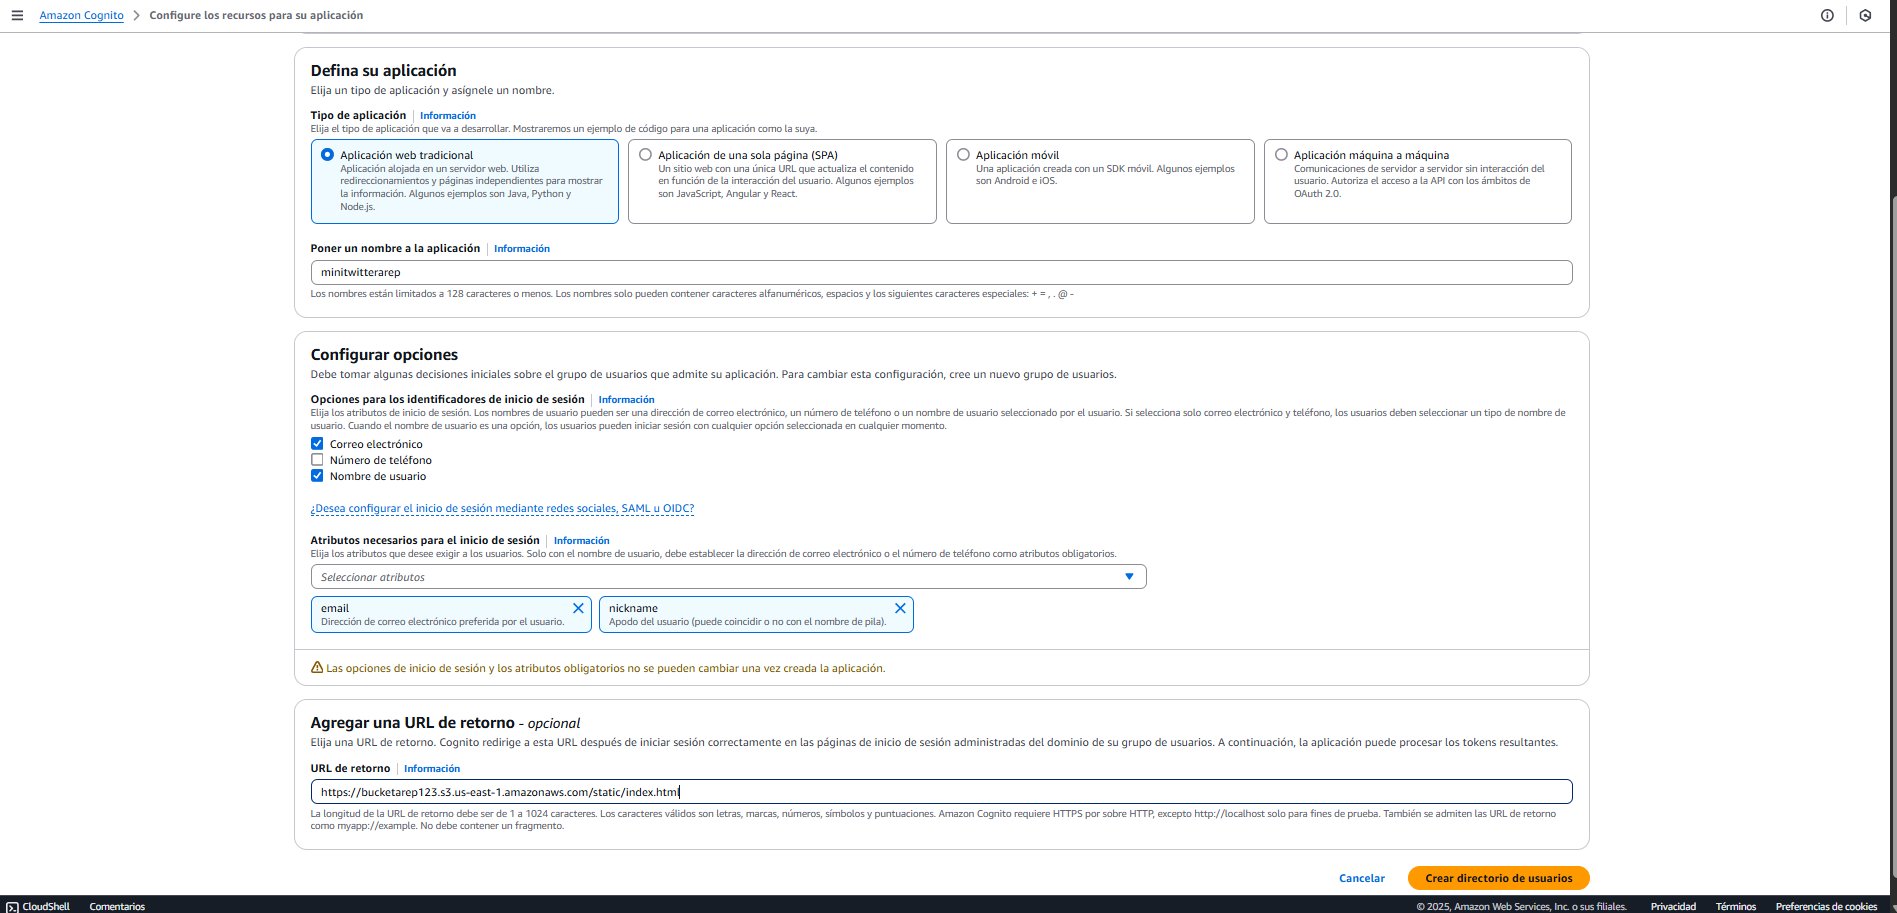 Amazon Cognito > Configure los recursos para su aplicación
Defina su aplicación
Elija un tipo de aplicación y asígnele un nombre.
Tipo de aplicación | Información
Elija el tipo de aplicación que va a desarrollar. Mostraremos un ejemplo de código para una aplicación como la suya.
Aplicación web tradicional
Aplicación alojada en un servidor web. Utiliza
redireccionamientos y páginas independientes para mostrar
la información. Algunos ejemplos son Java, Python y
Node.js.
Aplicación de una sola página (SPA)
Un sitio web con una única URL que actualiza el contenido
en función de la interacción del usuario. Algunos ejemplos
son JavaScript, Angular y React.
Aplicación móvil
Una aplicación creada con un SDK móvil. Algunos ejemplos
son Android e iOS.
Aplicación máquina a máquina
Comunicaciones de servidor a servidor sin interacción del
usuario. Autoriza el acceso a la API con los ámbitos de
OAuth 2.0.
Poner un nombre a la aplicación | Información
minitwitterarep
Los nombres están limitados a 128 caracteres o menos. Los nombres solo pueden contener caracteres alfanuméricos, espacios y los siguientes caracteres especiales: + = , . @ -
Configurar opciones
Debe tomar algunas decisiones iniciales sobre el grupo de usuarios que admite su aplicación. Para cambiar esta configuración, cree un nuevo grupo de usuarios.
Opciones para los identificadores de inicio de sesión | Información
Elija los atributos de inicio de sesión. Los nombres de usuario pueden ser una dirección de correo electrónico, un número de teléfono o un nombre de usuario seleccionado por el usuario. Si selecciona solo correo electrónico y teléfono, los usuarios deben seleccionar un tipo de nombre de
usuario. Cuando el nombre de usuario es una opción, los usuarios pueden iniciar sesión con cualquier opción seleccionada en cualquier momento.
Correo electrónico
Número de teléfono
Nombre de usuario
¿Desea configurar el inicio de sesión mediante redes sociales, SAML u OIDC?
Atributos necesarios para el inicio de sesión | Información
Elija los atributos que desee exigir a los usuarios. Solo con el nombre de usuario, debe establecer la dirección de correo electrónico o el número de teléfono como atributos obligatorios.
Seleccionar atributos
email
Dirección de correo electrónico preferida por el usuario.
nickname
Apodo del usuario (puede coincidir o no con el nombre de pila).
Las opciones de inicio de sesión y los atributos obligatorios no se pueden cambiar una vez creada la aplicación.
Agregar una URL de retorno - opcional
Elija una URL de retorno. Cognito redirige a esta URL después de iniciar sesión correctamente en las páginas de inicio de sesión administradas del dominio de su grupo de usuarios. A continuación, la aplicación puede procesar los tokens resultantes.
URL de retorno | Información
https://bucketarep123.s3.us-east-1.amazonaws.com/static/index.html
La longitud de la URL de retorno debe ser de 1 a 1024 caracteres. Los caracteres válidos son letras, marcas, números, símbolos y puntuaciones. Amazon Cognito requiere HTTPS por sobre HTTP, excepto http://localhost solo para fines de prueba. También se admiten las URL de retorno
como myapp://example. No debe contener un fragmento.
Cancelar
Crear directorio de usuarios
CloudShell Comentarios © 2025, Amazon Web Services, Inc. o sus filiales. Privacidad Términos Preferencias de cookies